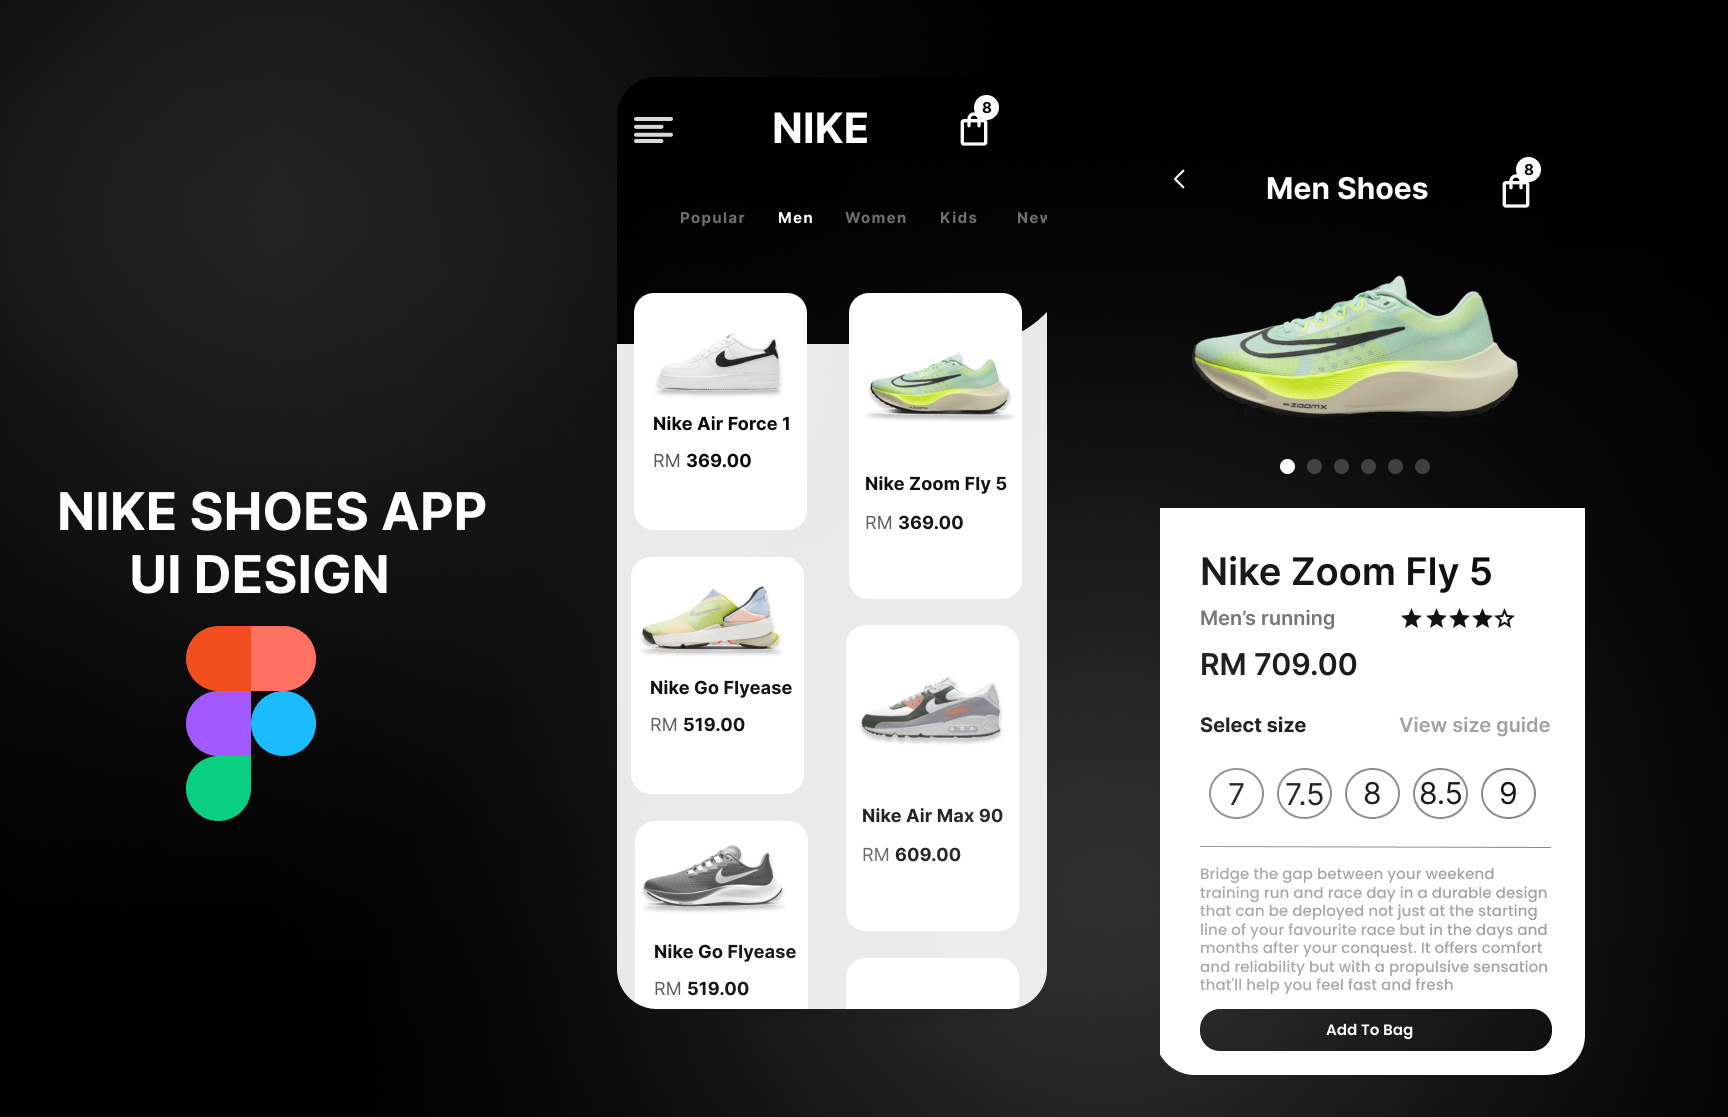 NIKE SHOES APP
UI DESIGN
NIKE
8
Popular
Men
Women
Kids
New
Nike Air Force 1
RM 369.00
Nike Zoom Fly 5
RM 369.00
Nike Go Flyease
RM 519.00
Nike Air Max 90
RM 609.00
Nike Go Flyease
RM 519.00
Men Shoes
8
ZOOMX
Nike Zoom Fly 5
Men’s running
RM 709.00
Select size
View size guide
7
7.5
8
8.5
9
Bridge the gap between your weekend
training run and race day in a durable design
that can be deployed not just at the starting
line of your favourite race but in the days and
months after your conquest. It offers comfort
and reliability but with a propulsive sensation
that'll help you feel fast and fresh
Add To Bag